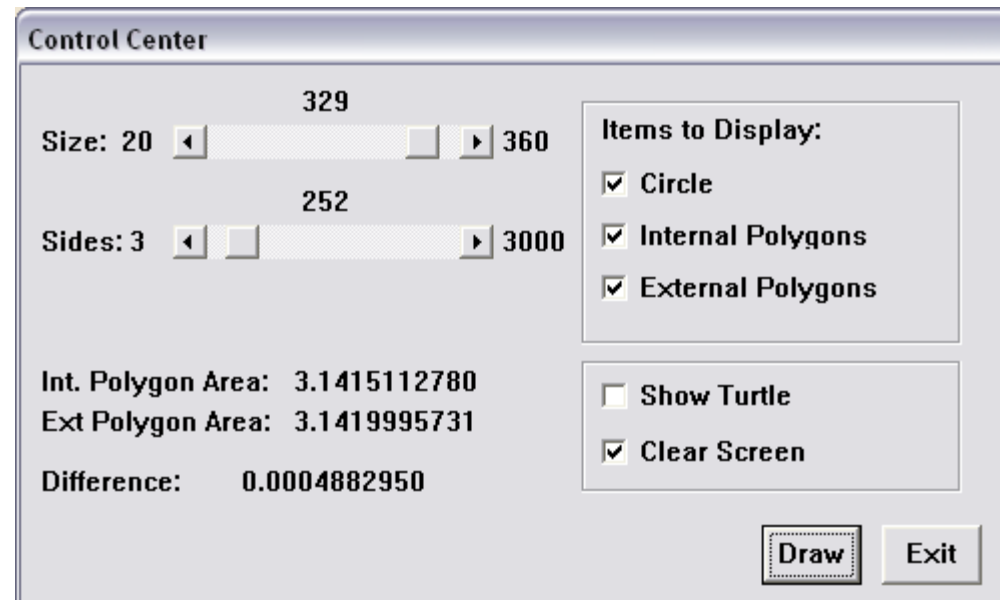 Control Center
329
Size: 20 360
252
Sides: 3 3000
Int. Polygon Area: 3.1415112780
Ext Polygon Area: 3.1419995731
Difference: 0.0004882950
Items to Display:
Circle
Internal Polygons
External Polygons
Show Turtle
Clear Screen
Draw Exit